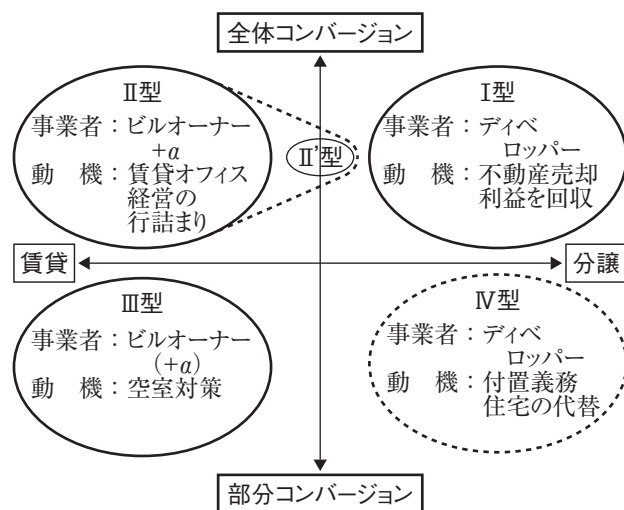 全体コンバージョン
Ⅱ型
事業者：ビルオーナー
+α
動　機：賃貸オフィス
経営の
行詰まり
Ⅱ'型
Ⅰ型
事業者：ディベ
ロッパー
動　機：不動産売却
利益を回収
賃貸
分譲
Ⅲ型
事業者：ビルオーナー
(+α)
動　機：空室対策
Ⅳ型
事業者：ディベ
ロッパー
動　機：付置義務
住宅の代替
部分コンバージョン